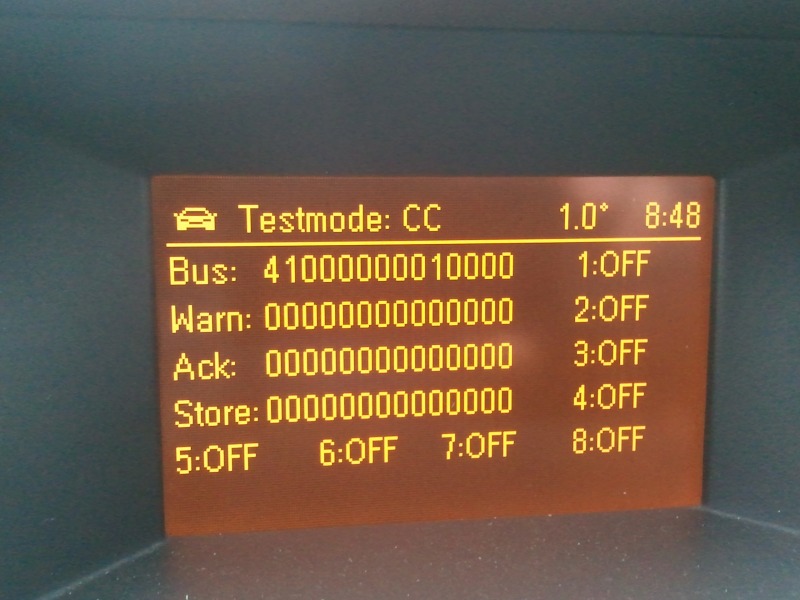 Testmode: CC 1.0° 8:48
Bus: 41000000010000 1:OFF
Warn: 00000000000000 2:OFF
Ack: 00000000000000 3:OFF
Store: 00000000000000 4:OFF
5:OFF 6:OFF 7:OFF 8:OFF